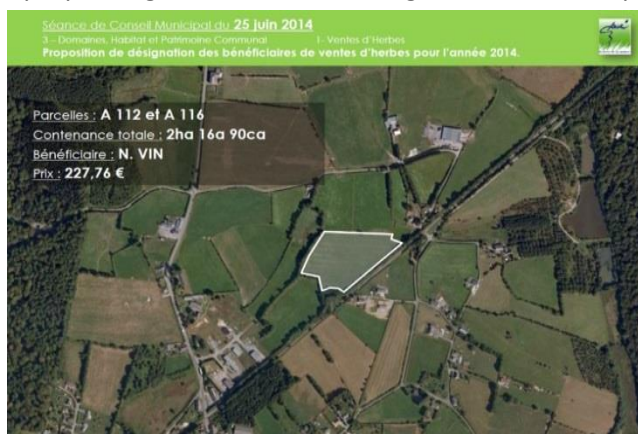 Séance de Conseil Municipal du 25 juin 2014
3 – Domaines, Habitat et Patrimoine Communal I- Ventes d'Herbes
Proposition de désignation des bénéficiaires de ventes d'herbes pour l'année 2014.
Parcelles : A 112 et A 116
Contenance totale : 2ha 16a 90ca
Bénéficiaire : N. VIN
Prix : 227,76 €